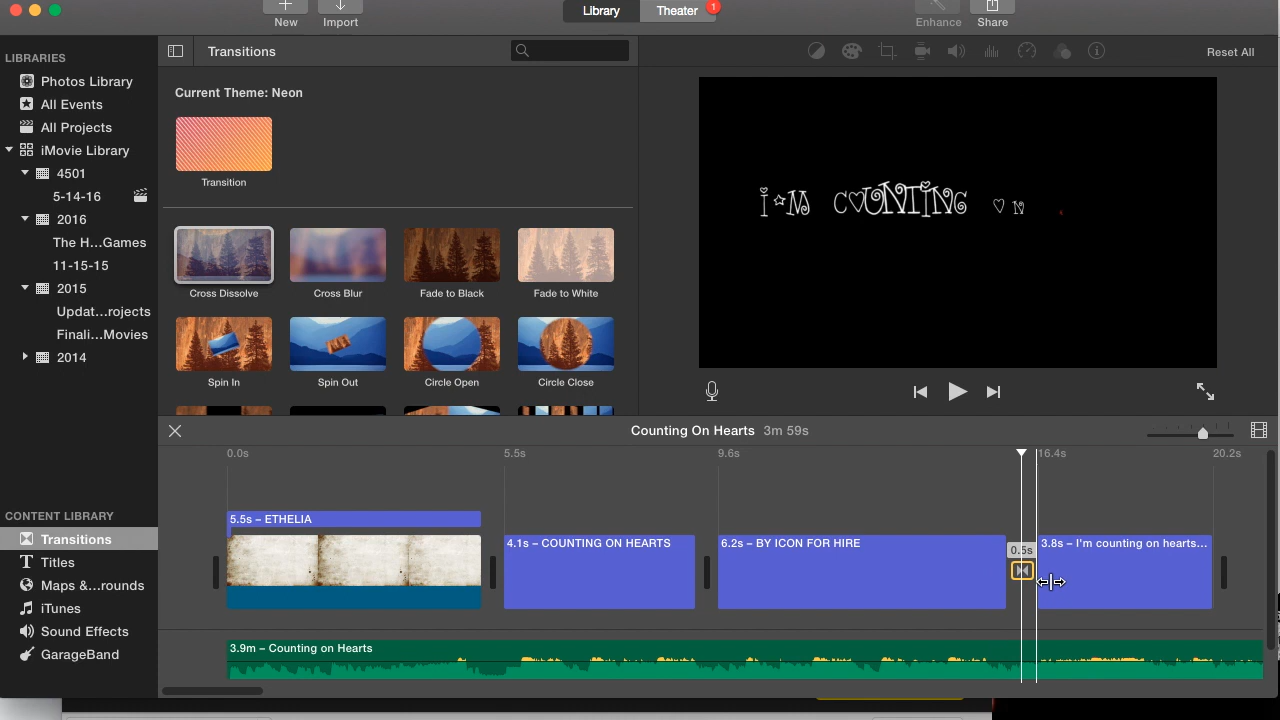 Library
Theater
1
New
Import
Enhance
Share
LIBRARIES
Photos Library
All Events
All Projects
iMovie Library
4501
5-14-16
2016
The H...Games
11-15-15
2015
Updat...rojects
Finali...Movies
2014
CONTENT LIBRARY
Transitions
Titles
Maps &...rounds
iTunes
Sound Effects
GarageBand
Transitions
Current Theme: Neon
Transition
Cross Dissolve
Cross Blur
Fade to Black
Fade to White
Spin In
Spin Out
Circle Open
Circle Close
Reset All
I'M COUNTING ON
Counting On Hearts 3m 59s
0.0s
5.5s
9.6s
16.4s
20.2s
5.5s – ETHELIA
4.1s – COUNTING ON HEARTS
6.2s – BY ICON FOR HIRE
0.5s
3.8s – I'm counting on hearts...
3.9m – Counting on Hearts